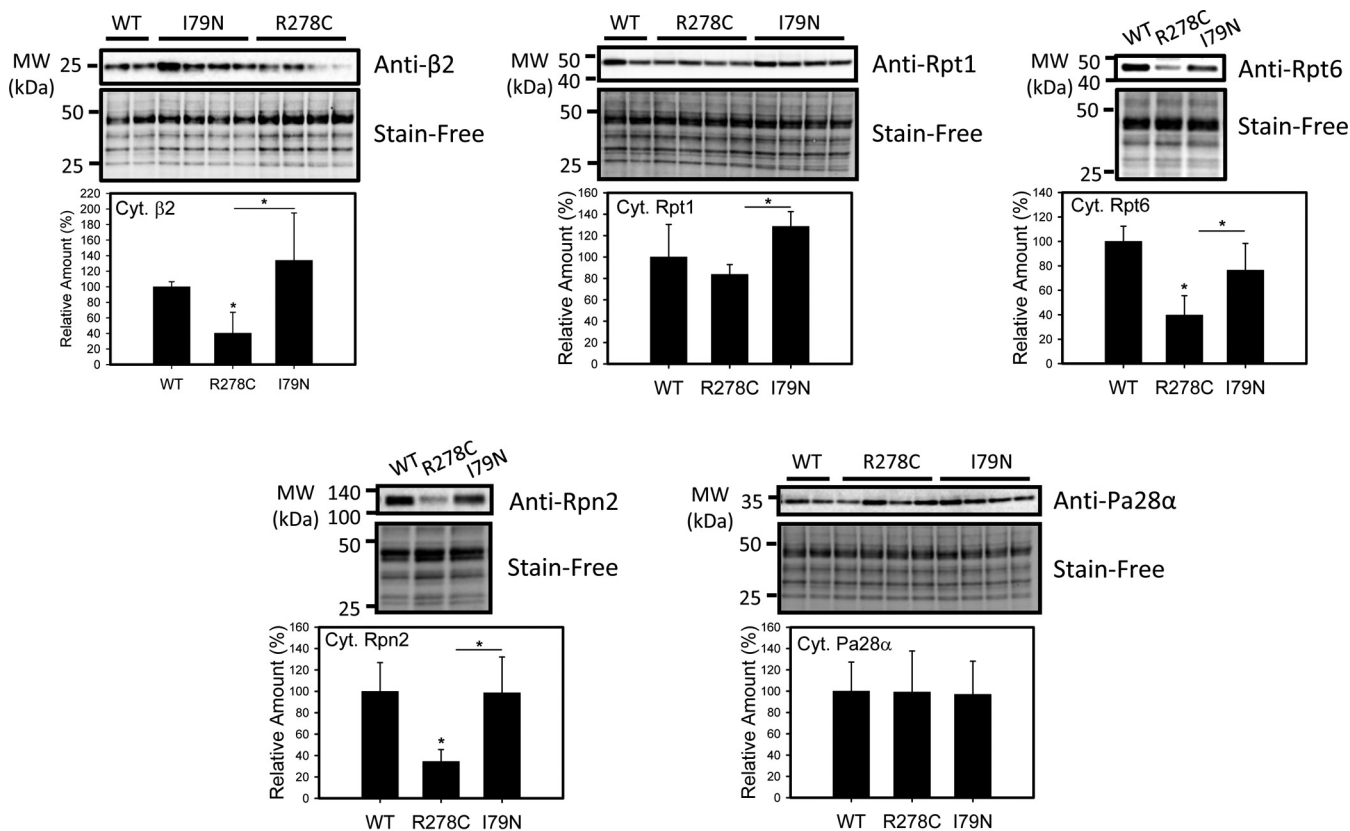 WT I79N R278C
MW
(kDa)
25
Anti-β2
50
25
Stain-Free
Cyt. β2
*
*
Relative Amount (%)
220
200
180
160
140
120
100
80
60
40
20
0
WT R278C I79N
WT R278C I79N
MW
(kDa)
50
40
Anti-Rpt1
50
25
Stain-Free
Cyt. Rpt1
*
Relative Amount (%)
160
140
120
100
80
60
40
20
0
WT R278C I79N
WT R278C I79N
MW
(kDa)
50
40
Anti-Rpt6
50
25
Stain-Free
Cyt. Rpt6
*
*
Relative Amount (%)
140
120
100
80
60
40
20
0
WT R278C I79N
WT R278C I79N
MW
(kDa)
140
100
Anti-Rpn2
50
25
Stain-Free
Cyt. Rpn2
*
*
Relative Amount (%)
160
140
120
100
80
60
40
20
0
WT R278C I79N
WT R278C I79N
MW
(kDa)
35
Anti-Pa28α
50
25
Stain-Free
Cyt. Pa28α
Relative Amount (%)
160
140
120
100
80
60
40
20
0
WT R278C I79N